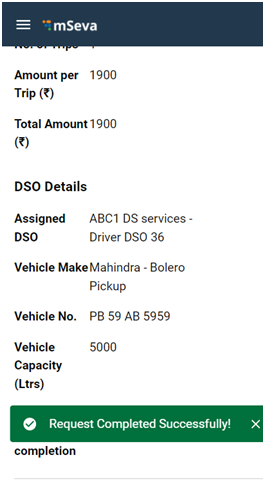 mSeva
No. of Trips
Amount per 1900
Trip (₹)
Total Amount 1900
(₹)
DSO Details
Assigned ABC1 DS services -
DSO Driver DSO 36
Vehicle Make Mahindra - Bolero
Pickup
Vehicle No. PB 59 AB 5959
Vehicle 5000
Capacity
(Ltrs)
Request Completed Successfully! ×
completion